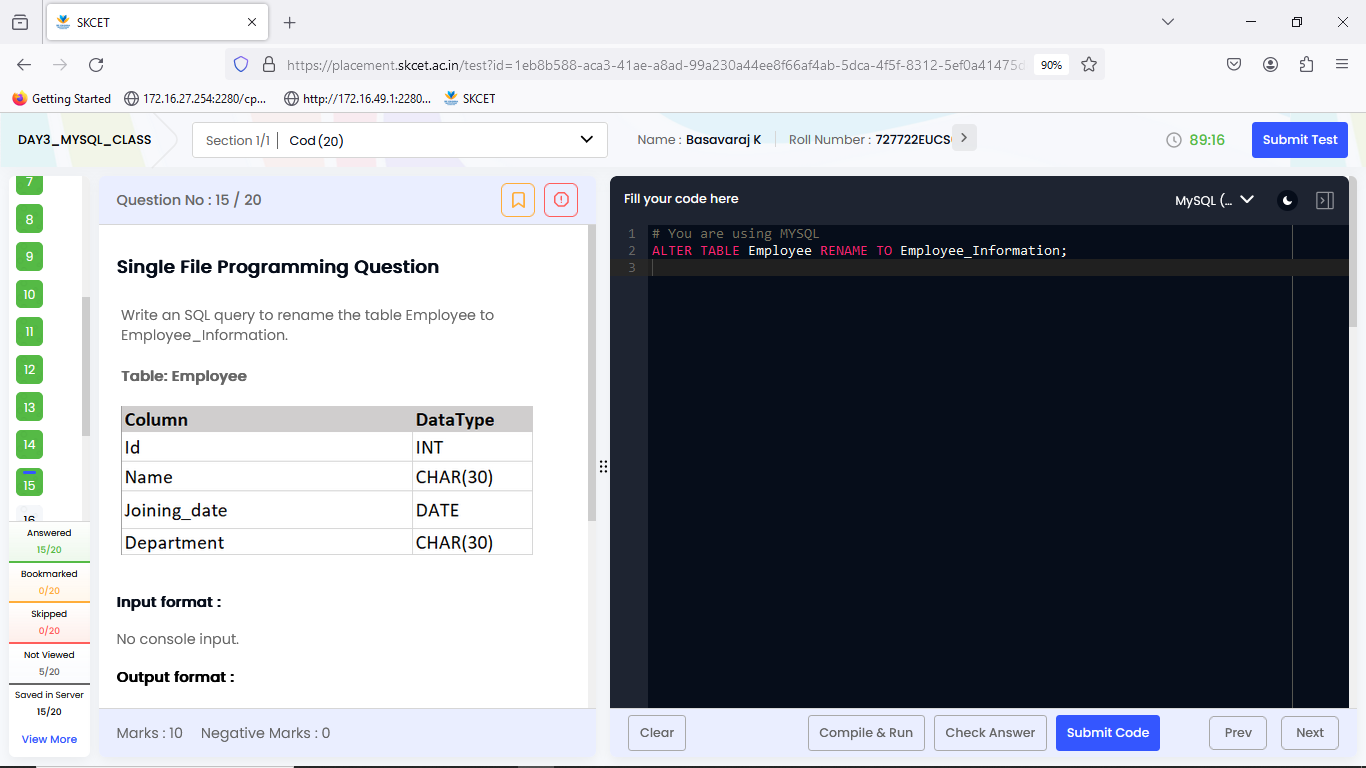 SKCET
https://placement.skcet.ac.in/test?id=1eb8b588-aca3-41ae-a8ad-99a230a44ee8f66af4ab-5dca-4f5f-8312-5ef0a41475d
90%
Getting Started
172.16.27.254:2280/cp...
http://172.16.49.1:2280...
SKCET
DAY3_MYSQL_CLASS
Section 1/1 | Cod (20)
Name : Basavaraj K
Roll Number : 727722EUCS
89:16
Submit Test
7
8
9
10
11
12
13
14
15
16
Answered
15/20
Bookmarked
0/20
Skipped
0/20
Not Viewed
5/20
Saved in Server
15/20
View More
Question No : 15 / 20
Single File Programming Question
Write an SQL query to rename the table Employee to
Employee_Information.
Table: Employee
Column DataType
Id INT
Name CHAR(30)
Joining_date DATE
Department CHAR(30)
Input format :
No console input.
Output format :
Marks : 10 Negative Marks : 0
Fill your code here
MySQL (...
1 # You are using MYSQL
2 ALTER TABLE Employee RENAME TO Employee_Information;
3
Clear
Compile & Run
Check Answer
Submit Code
Prev
Next